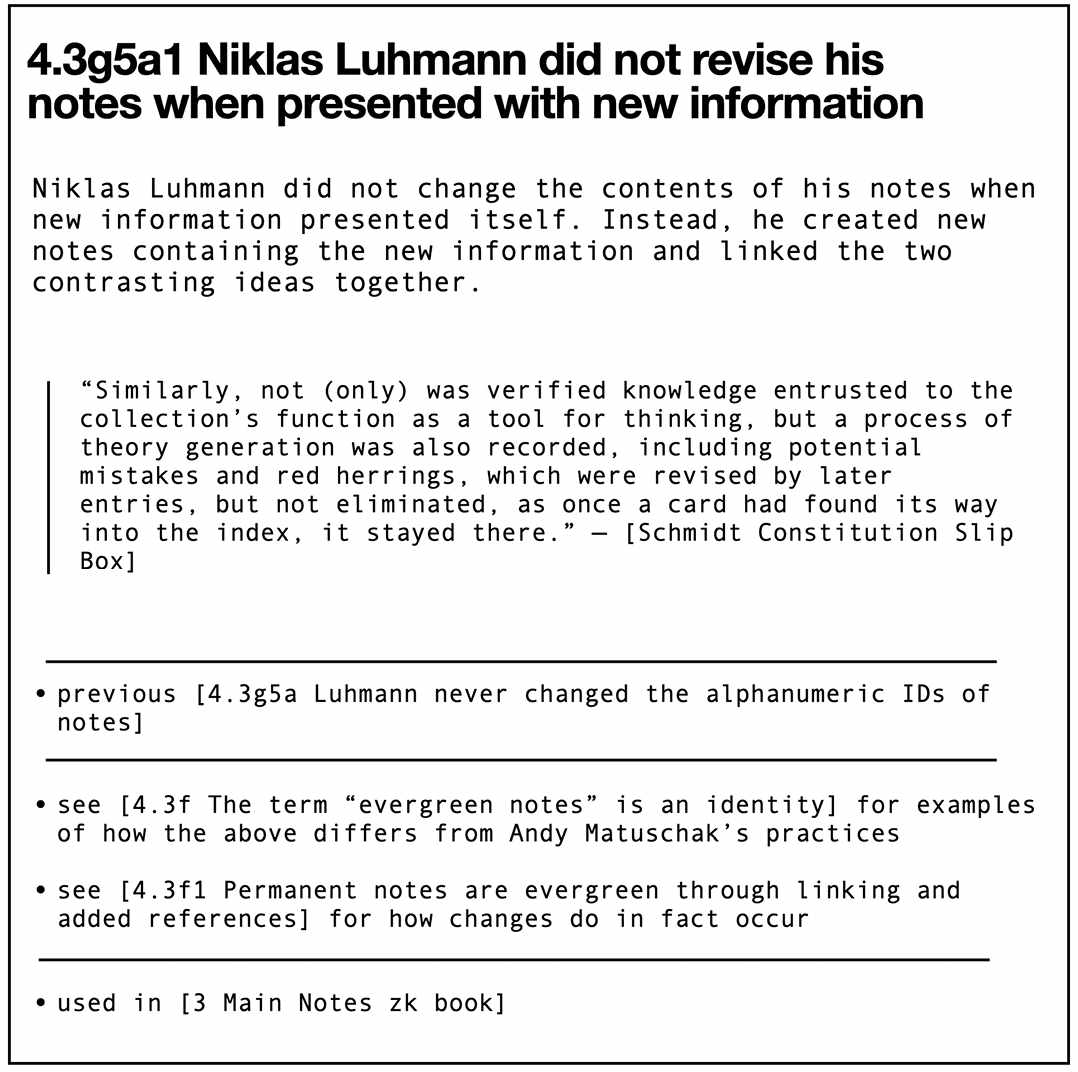 4.3g5a1 Niklas Luhmann did not revise his
notes when presented with new information
Niklas Luhmann did not change the contents of his notes when
new information presented itself. Instead, he created new
notes containing the new information and linked the two
contrasting ideas together.
“Similarly, not (only) was verified knowledge entrusted to the
collection’s function as a tool for thinking, but a process of
theory generation was also recorded, including potential
mistakes and red herrings, which were revised by later
entries, but not eliminated, as once a card had found its way
into the index, it stayed there.” — [Schmidt Constitution Slip
Box]
• previous [4.3g5a Luhmann never changed the alphanumeric IDs of
notes]
• see [4.3f The term “evergreen notes” is an identity] for examples
of how the above differs from Andy Matuschak’s practices
• see [4.3f1 Permanent notes are evergreen through linking and
added references] for how changes do in fact occur
• used in [3 Main Notes zk book]